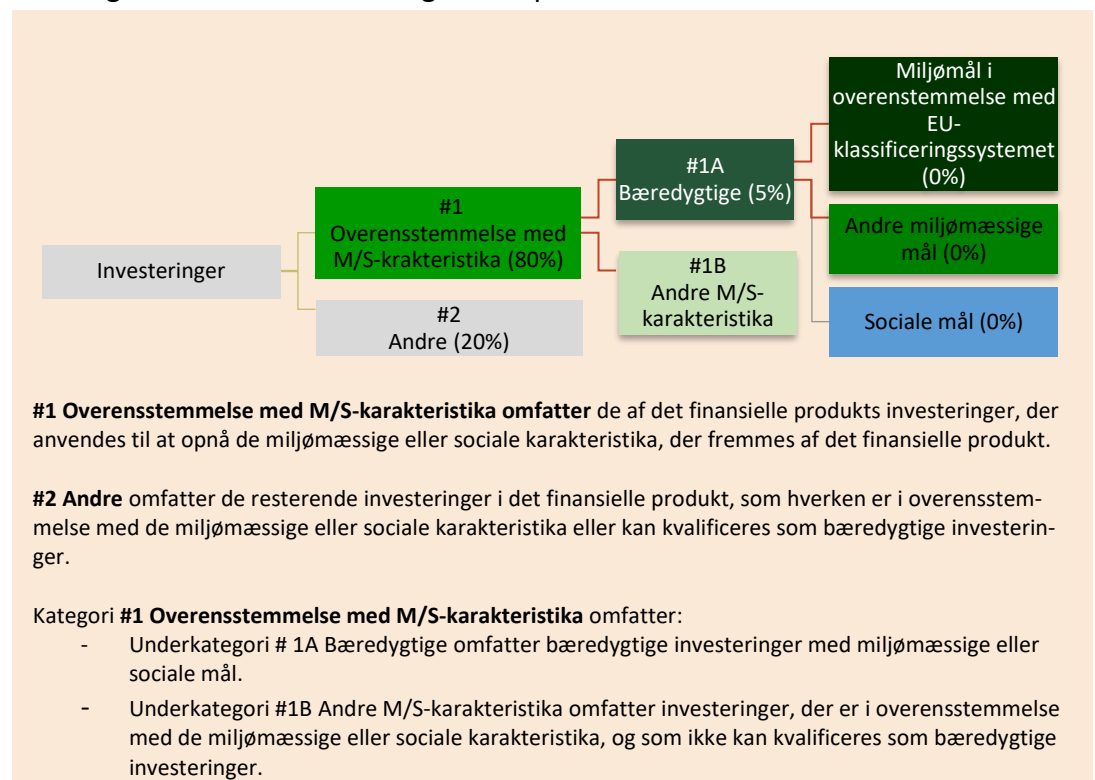 Miljømål i
overenstemmelse med
EU-
klassificeringssystemet
(0%)
#1A
Bæredygtige (5%)
#1
Overensstemmelse med
M/S-krakteristika (80%)
Andre miljømæssige
mål (0%)
Investeringer
#1B
Andre M/S-
karakteristika
#2
Andre (20%)
Sociale mål (0%)
#1 Overensstemmelse med M/S-karakteristika omfatter de af det finansielle produkts investeringer, der
anvendes til at opnå de miljømæssige eller sociale karakteristika, der fremmes af det finansielle produkt.
#2 Andre omfatter de resterende investeringer i det finansielle produkt, som hverken er i overensstem-
melse med de miljømæssige eller sociale karakteristika eller kan kvalificeres som bæredygtige investerin-
ger.
Kategori #1 Overensstemmelse med M/S-karakteristika omfatter:
- Underkategori # 1A Bæredygtige omfatter bæredygtige investeringer med miljømæssige eller
sociale mål.
- Underkategori #1B Andre M/S-karakteristika omfatter investeringer, der er i overensstemmelse
med de miljømæssige eller sociale karakteristika, og som ikke kan kvalificeres som bæredygtige
investeringer.